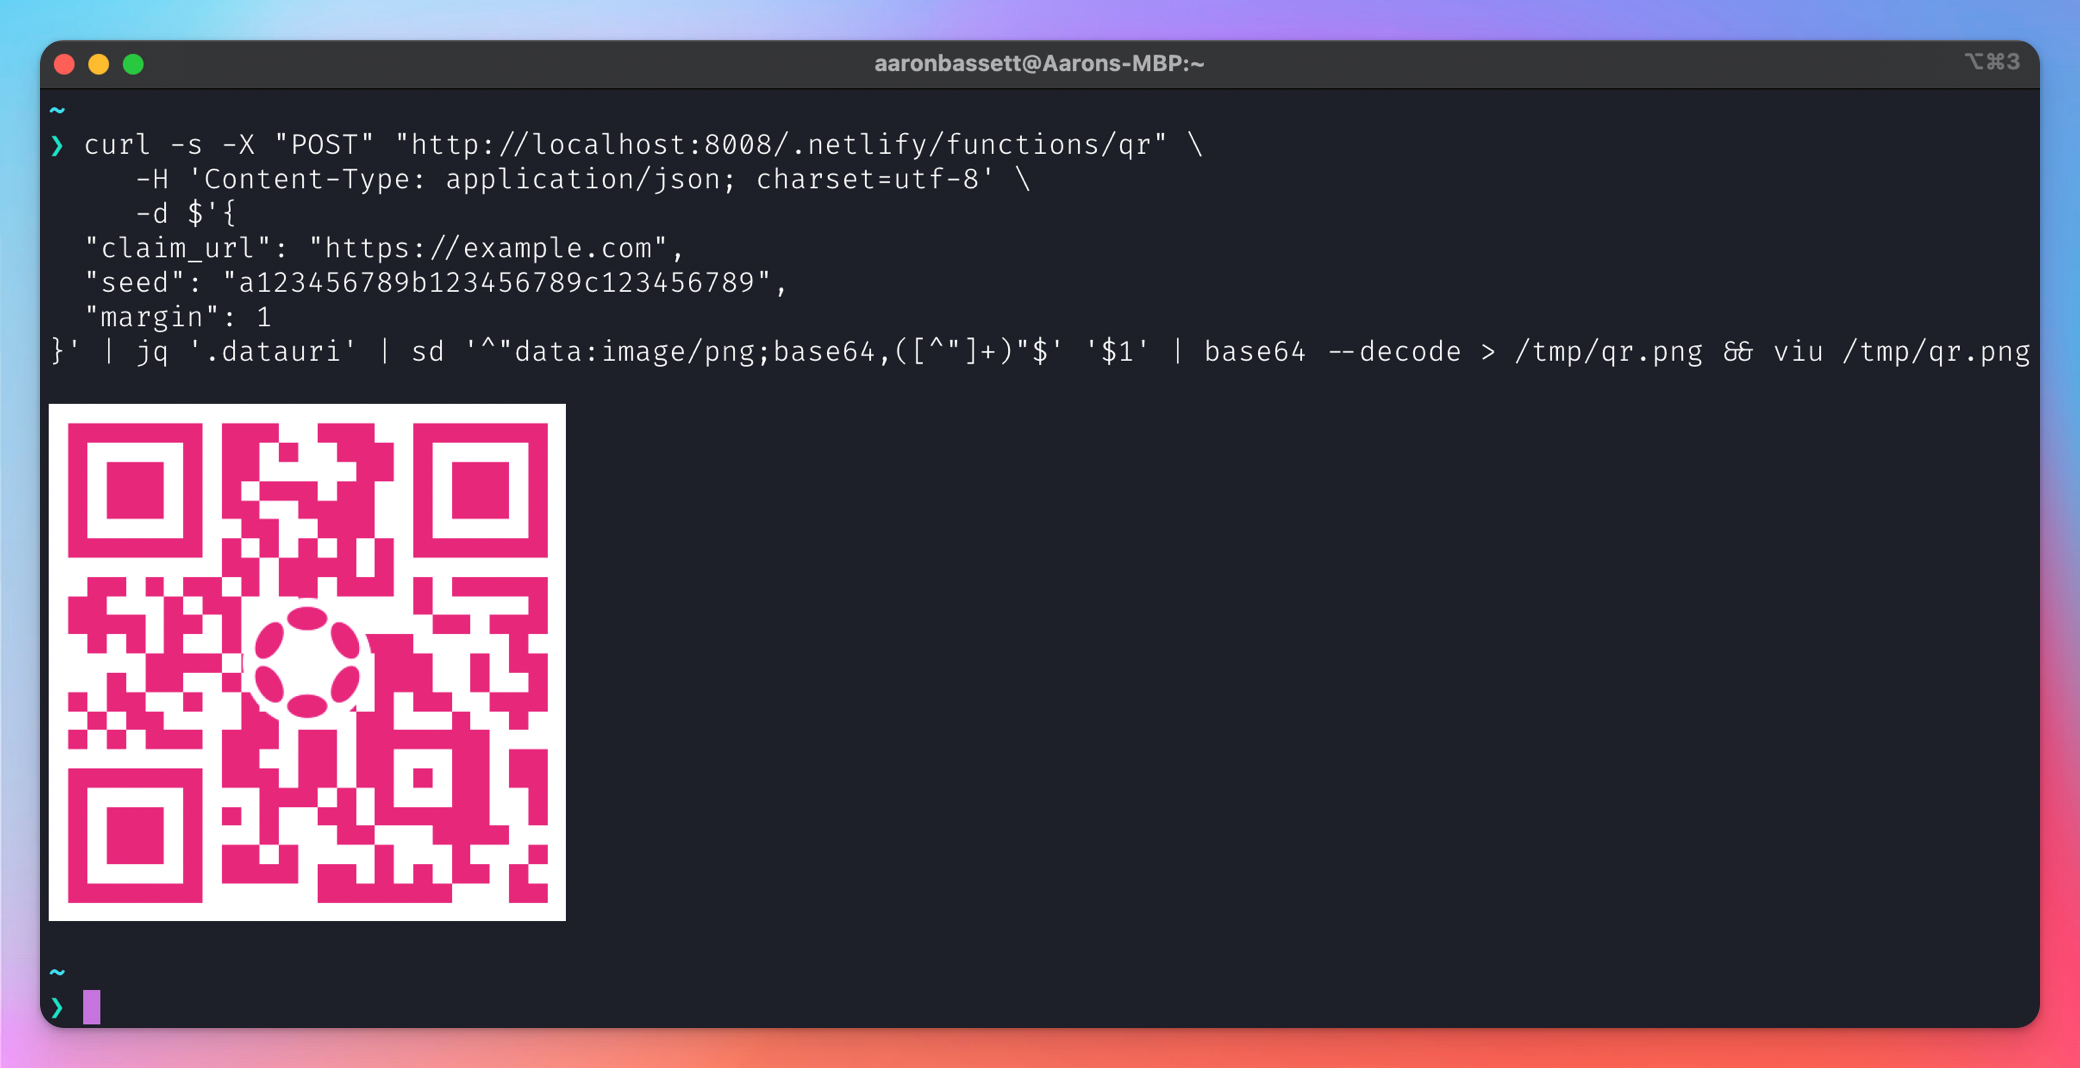 aaronbassett@Aarons-MBP:~
⌥⌘3
~
❯ curl -s -X "POST" "http://localhost:8008/.netlify/functions/qr" \
-H 'Content-Type: application/json; charset=utf-8' \
-d $'{
"claim_url": "https://example.com",
"seed": "a123456789b123456789c123456789",
"margin": 1
}' | jq '.datauri' | sd '^"data:image/png;base64,([^"]+)"$' '$1' | base64 --decode > /tmp/qr.png && viu /tmp/qr.png
~
❯